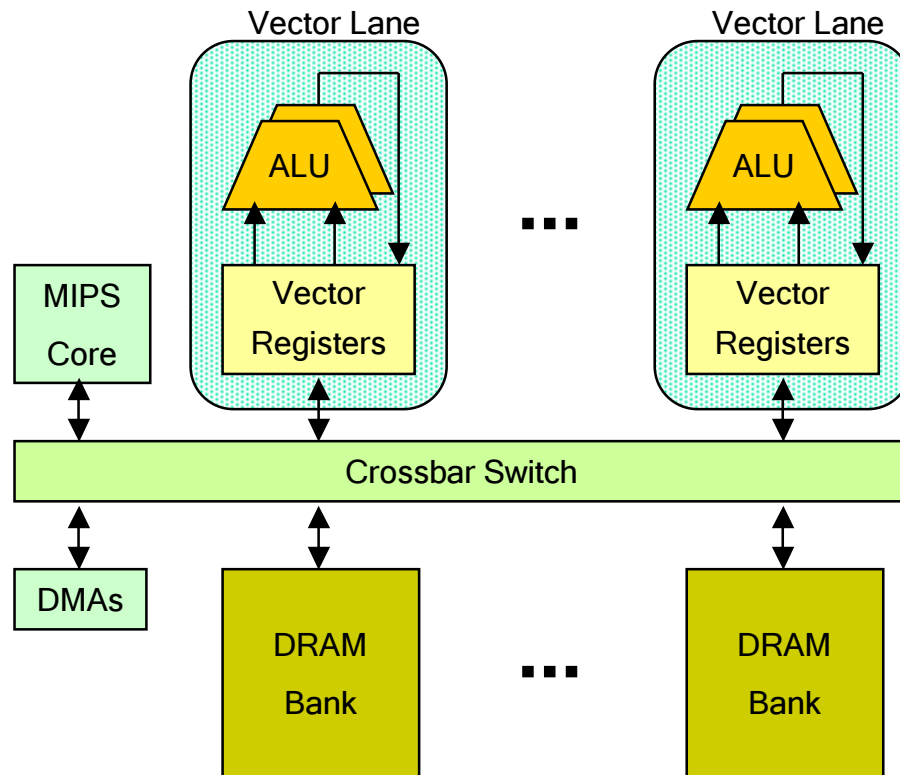 Vector Lane
Vector Lane
ALU
ALU
MIPS
Core
Vector
Registers
Vector
Registers
Crossbar Switch
DMAs
DRAM
Bank
DRAM
Bank